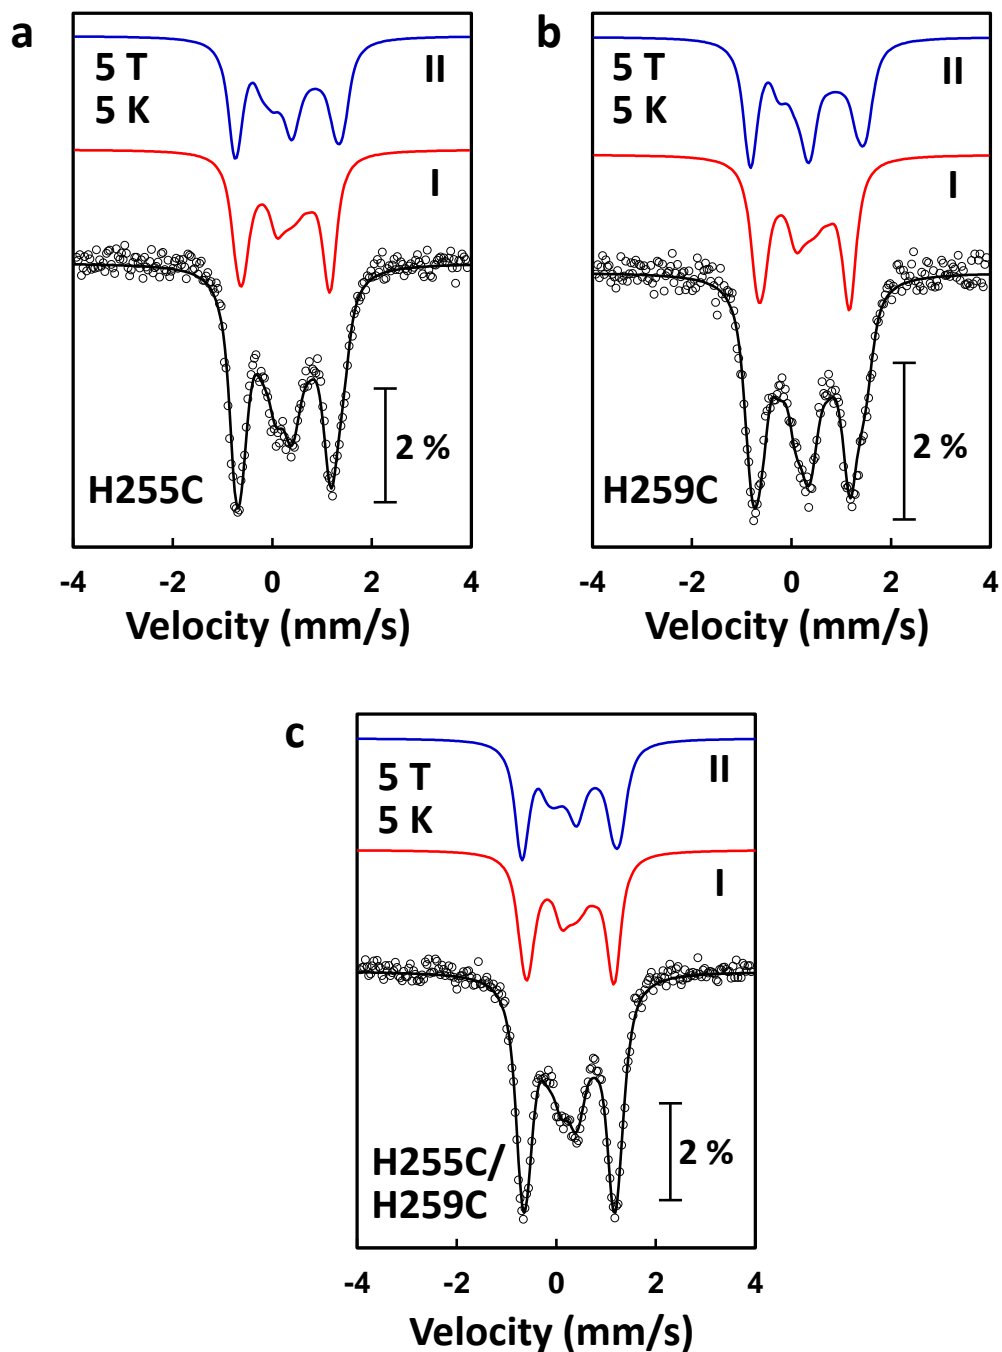 a
5 T
5 K
II
I
2 %
H255C
-4 -2 0 2 4
Velocity (mm/s)
b
5 T
5 K
II
I
2 %
H259C
-4 -2 0 2 4
Velocity (mm/s)
c
5 T
5 K
II
I
2 %
H255C/
H259C
-4 -2 0 2 4
Velocity (mm/s)